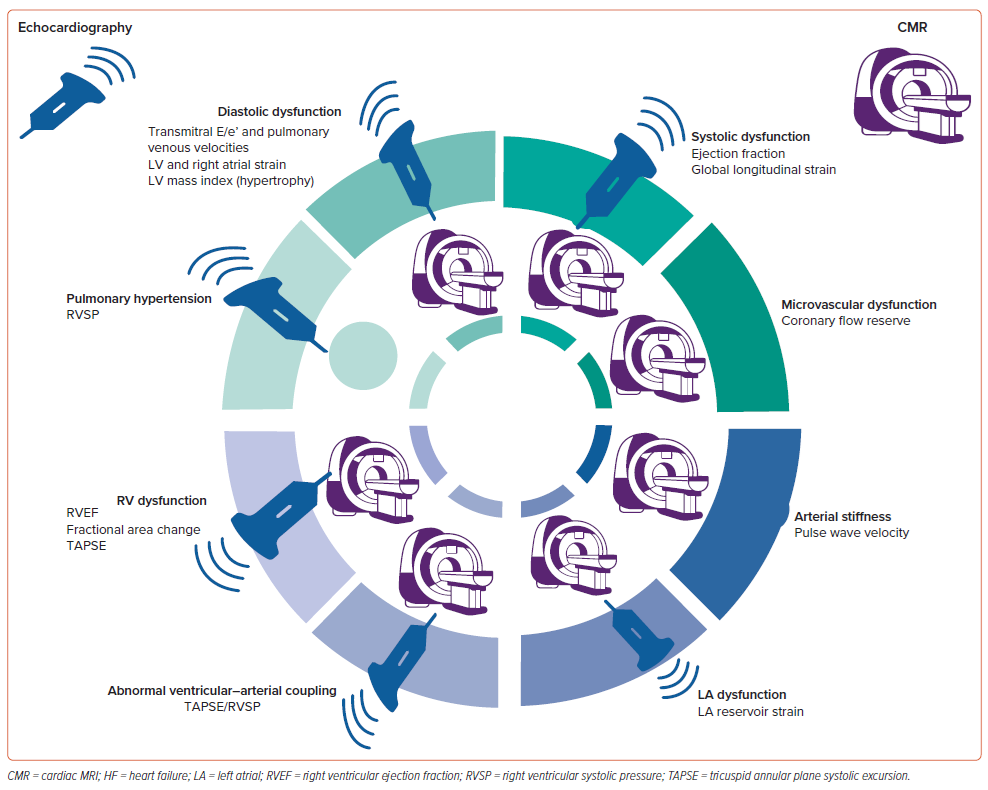 Echocardiography
CMR
Diastolic dysfunction
Transmitral E/e' and pulmonary
venous velocities
LV and right atrial strain
LV mass index (hypertrophy)
Systolic dysfunction
Ejection fraction
Global longitudinal strain
Pulmonary hypertension
RVSP
Microvascular dysfunction
Coronary flow reserve
RV dysfunction
RVEF
Fractional area change
TAPSE
Arterial stiffness
Pulse wave velocity
Abnormal ventricular–arterial coupling
TAPSE/RVSP
LA dysfunction
LA reservoir strain
CMR = cardiac MRI; HF = heart failure; LA = left atrial; RVEF = right ventricular ejection fraction; RVSP = right ventricular systolic pressure; TAPSE = tricuspid annular plane systolic excursion.